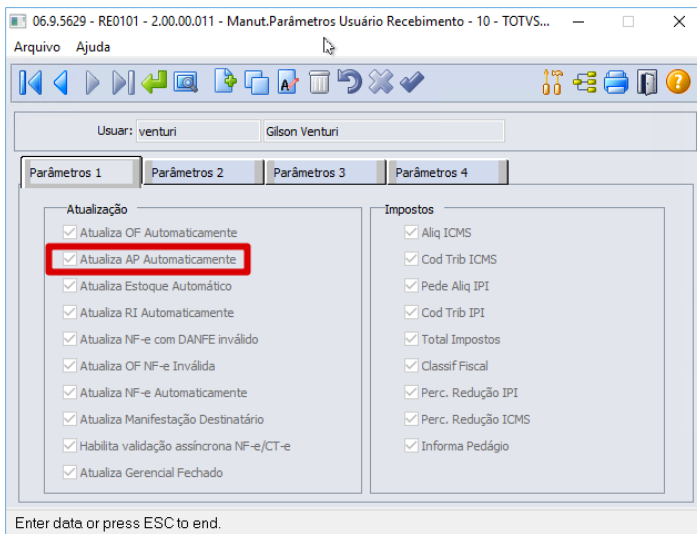 06.9.5629 - RE0101 - 2.00.00.011 - Manut.Parâmetros Usuário Recebimento - 10 - TOTVS...
Arquivo Ajuda
Usuar: venturi Gilson Venturi
Parâmetros 1 Parâmetros 2 Parâmetros 3 Parâmetros 4
Atualização
Atualiza OF Automaticamente
Atualiza AP Automaticamente
Atualiza Estoque Automático
Atualiza RI Automaticamente
Atualiza NF-e com DANFE inválido
Atualiza OF NF-e Inválida
Atualiza NF-e Automaticamente
Atualiza Manifestação Destinatário
Habilita validação assíncrona NF-e/CT-e
Atualiza Gerencial Fechado
Impostos
Aliq ICMS
Cod Trib ICMS
Pede Aliq IPI
Cod Trib IPI
Total Impostos
Classif Fiscal
Perc. Redução IPI
Perc. Redução ICMS
Informa Pedágio
Enter data or press ESC to end.